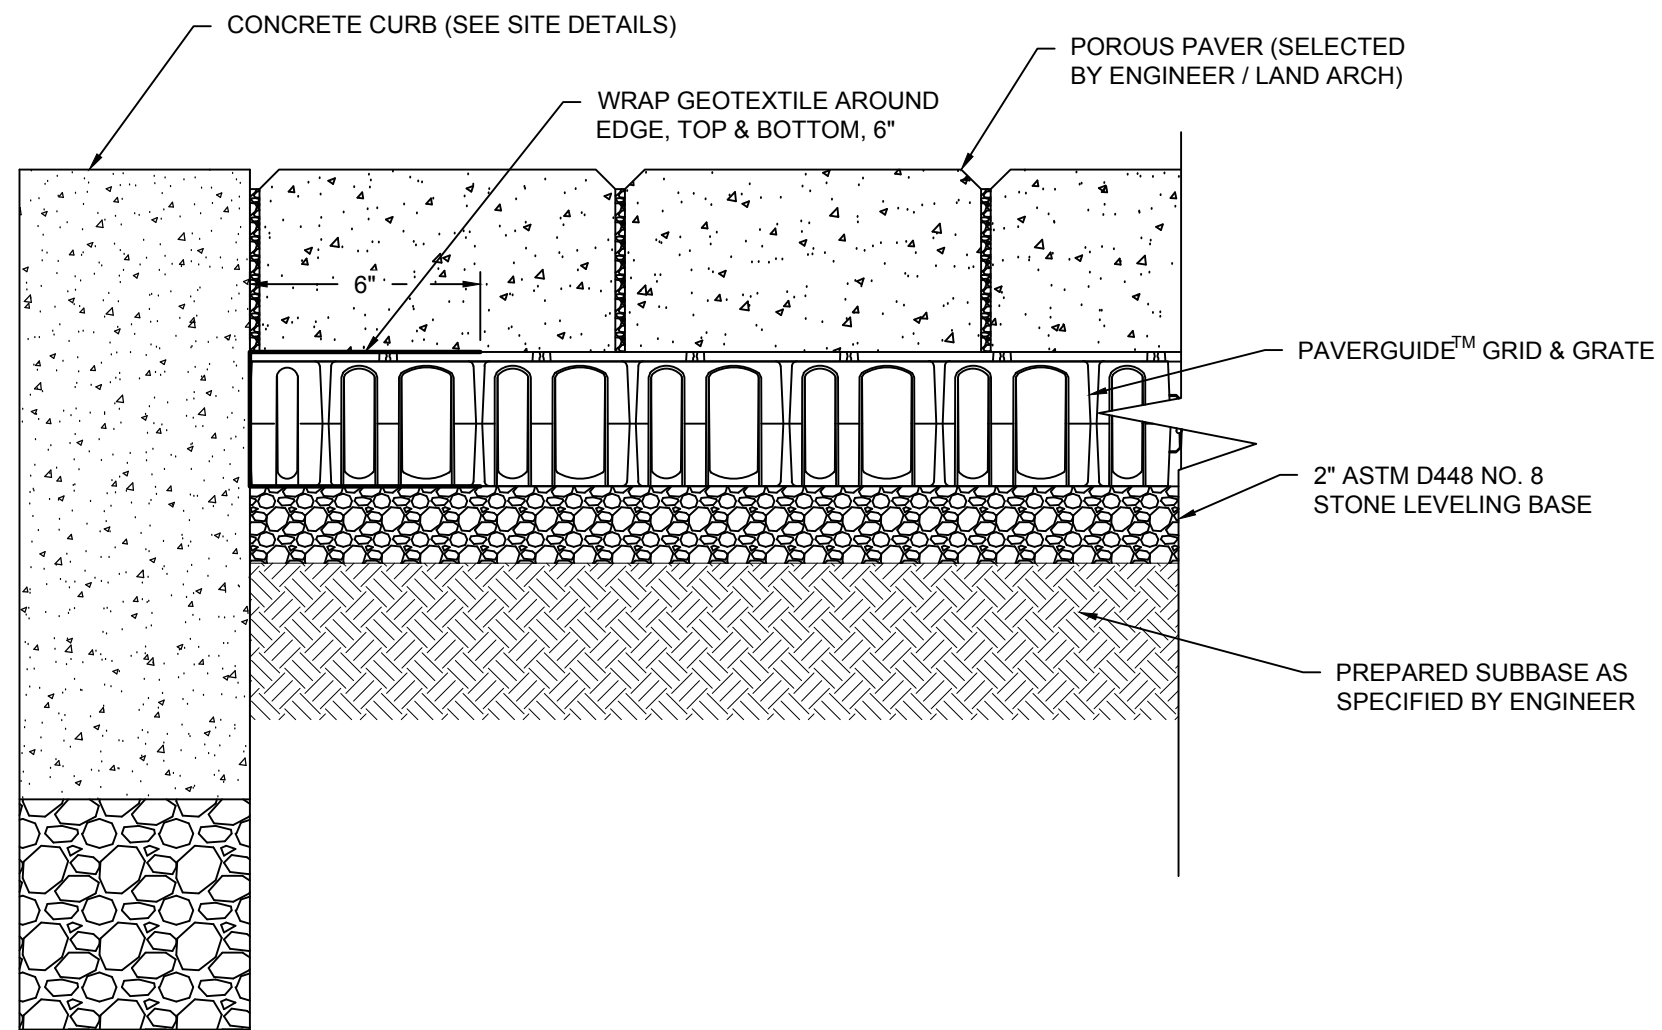 CONCRETE CURB (SEE SITE DETAILS)
POROUS PAVER (SELECTED
BY ENGINEER / LAND ARCH)
WRAP GEOTEXTILE AROUND
EDGE, TOP & BOTTOM, 6"
6"
PAVERGUIDE™ GRID & GRATE
2" ASTM D448 NO. 8
STONE LEVELING BASE
PREPARED SUBBASE AS
SPECIFIED BY ENGINEER